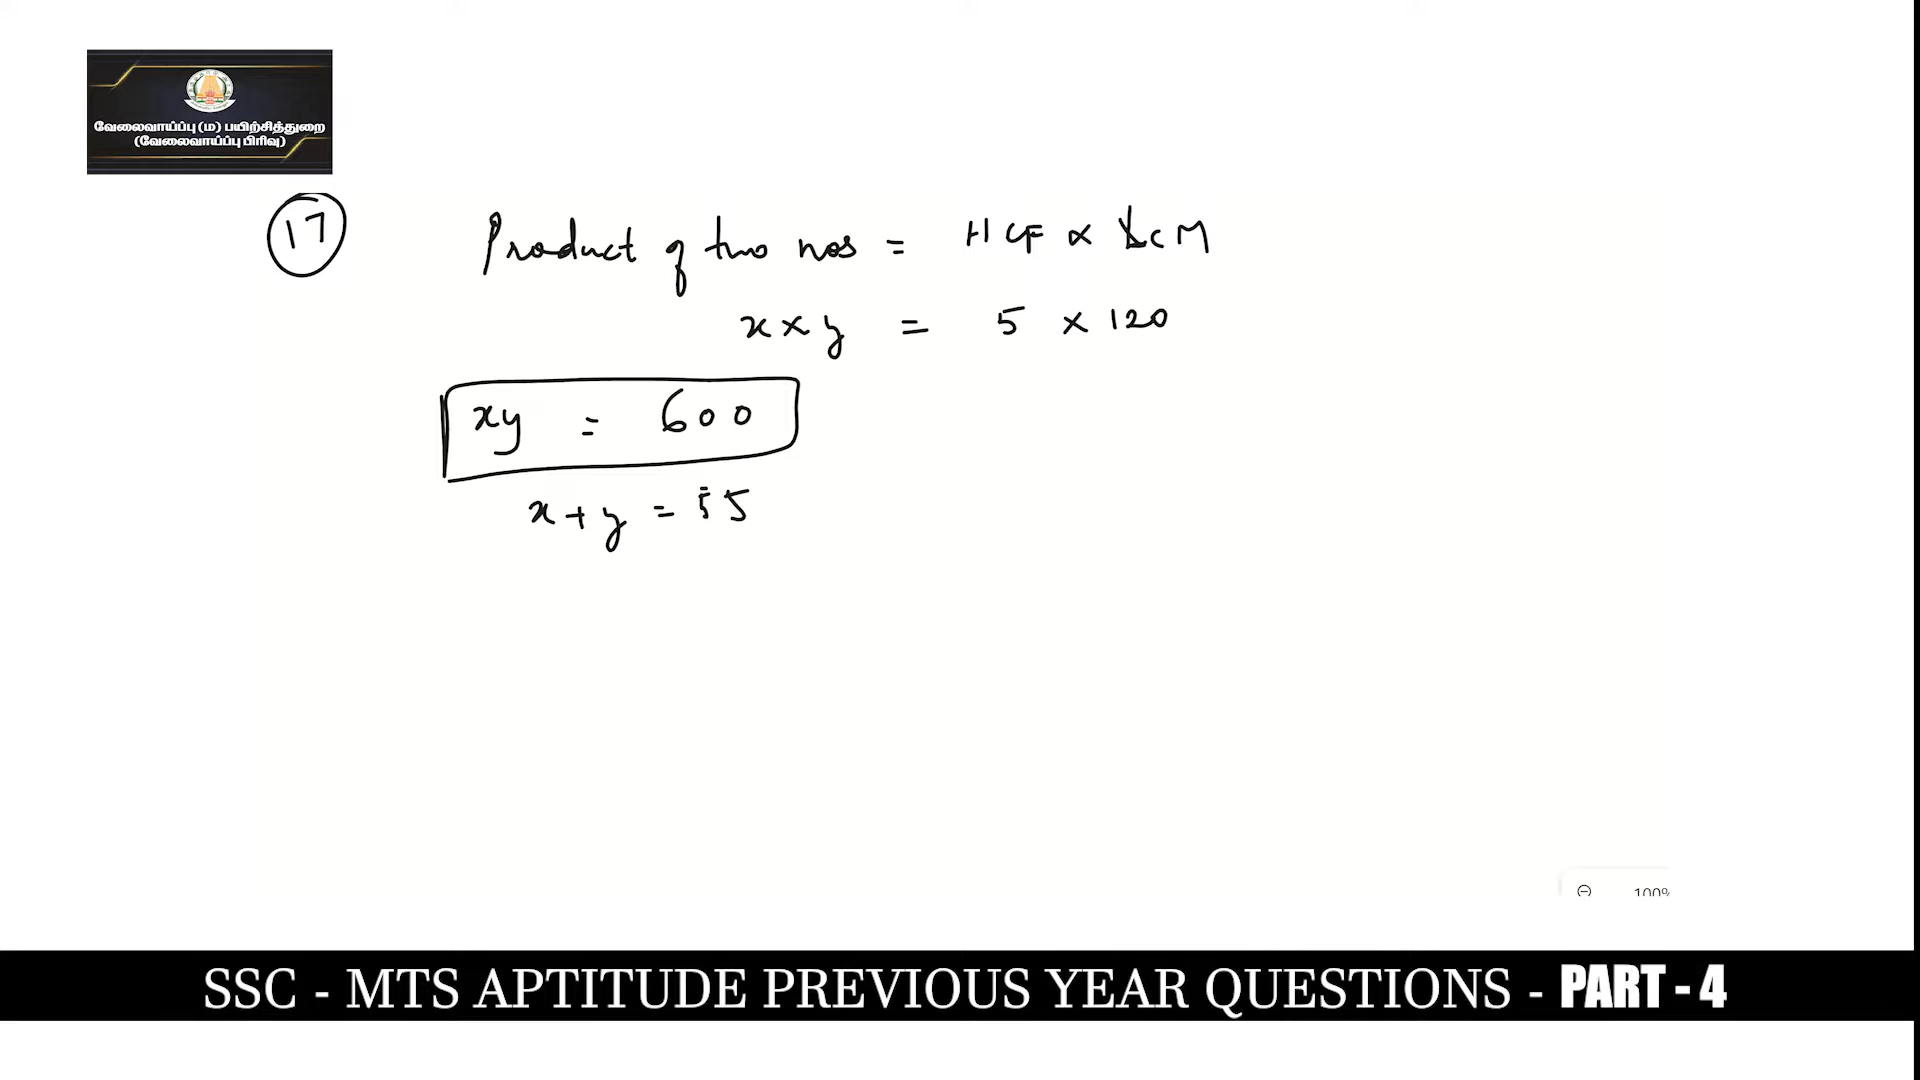 வேலைவாய்ப்பு (ம) பயிற்சித்துறை
(வேலைவாய்ப்பு பிரிவு)
17
Product of two nos = HCF × LCM
x × y = 5 × 120
xy = 600
x + y = 55
100%
SSC - MTS APTITUDE PREVIOUS YEAR QUESTIONS - PART - 4